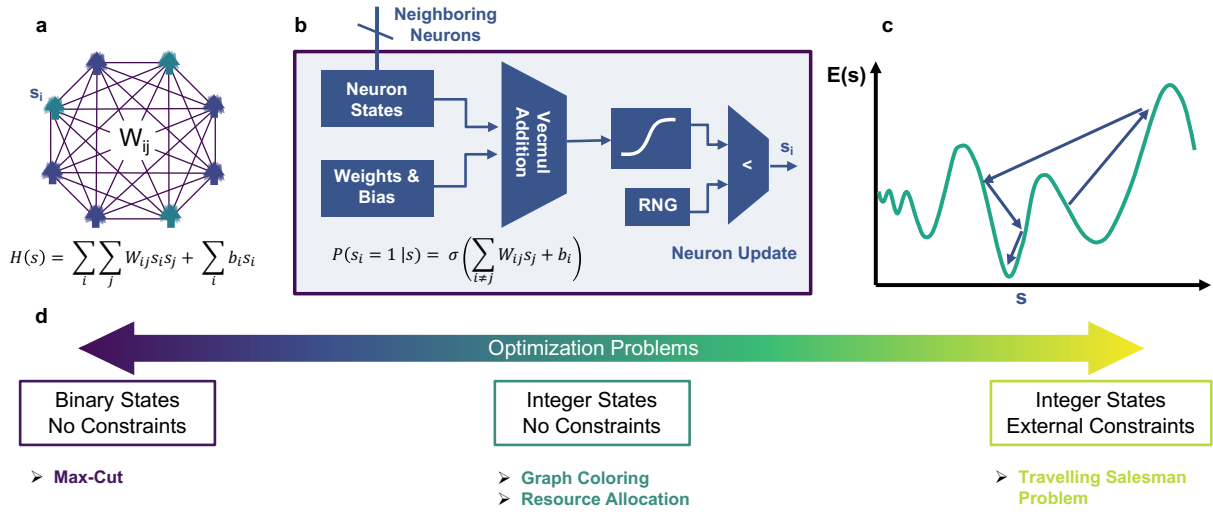 a
s_i
W_ij
H(s) = ∑_i ∑_j W_ij s_i s_j + ∑_i b_i s_i
b
Neighboring
Neurons
Neuron
States
Weights &
Bias
Vecmul
Addition
RNG
<
s_i
P(s_i = 1 |s) = σ(∑_{i≠j} W_ij s_j + b_i)
Neuron Update
c
E(s)
s
d
Optimization Problems
Binary States
No Constraints
➢ Max-Cut
Integer States
No Constraints
➢ Graph Coloring
➢ Resource Allocation
Integer States
External Constraints
➢ Travelling Salesman
Problem